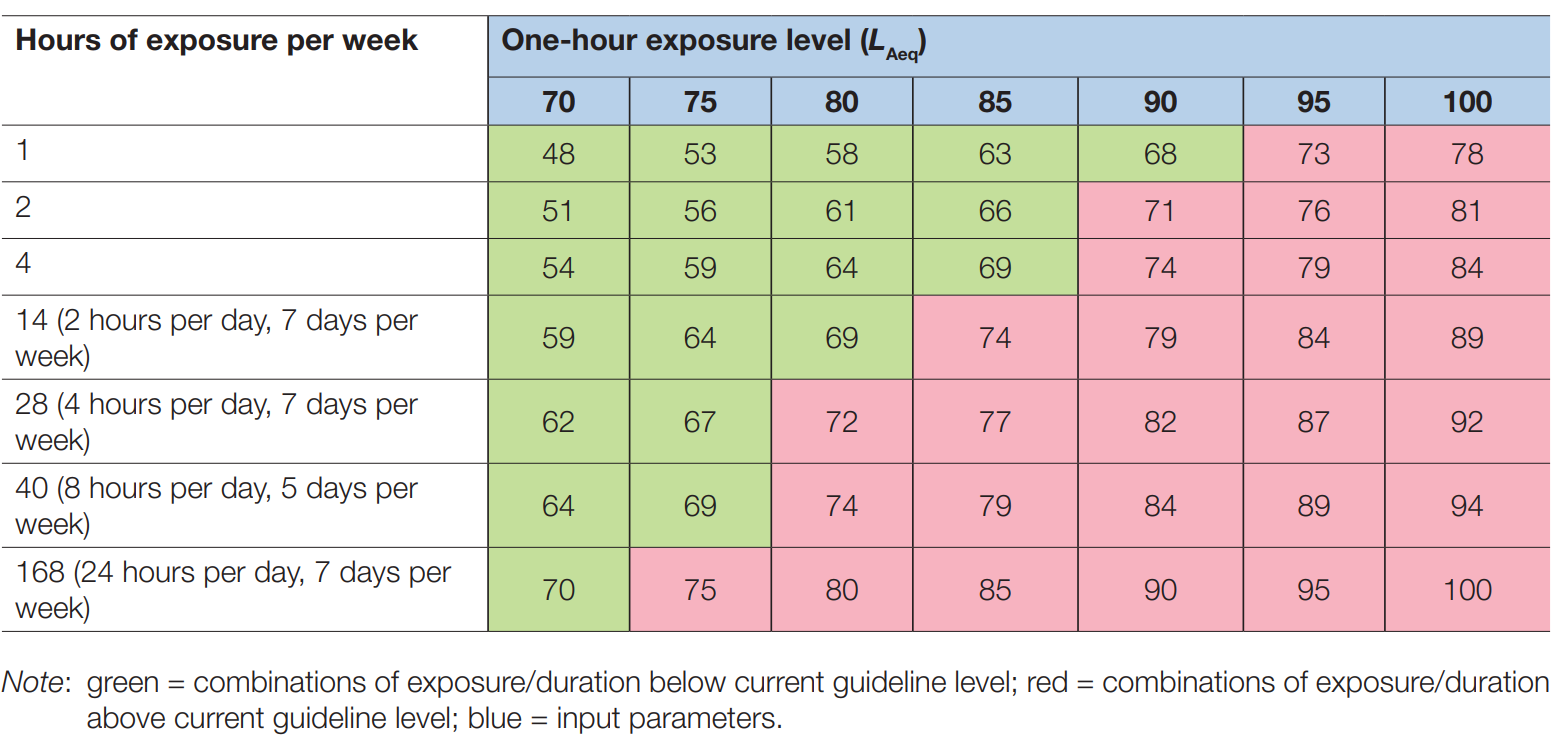 Hours of exposure per week One-hour exposure level (LAeq)
70 75 80 85 90 95 100
1 48 53 58 63 68 73 78
2 51 56 61 66 71 76 81
4 54 59 64 69 74 79 84
14 (2 hours per day, 7 days per
week) 59 64 69 74 79 84 89
28 (4 hours per day, 7 days per
week) 62 67 72 77 82 87 92
40 (8 hours per day, 5 days per
week) 64 69 74 79 84 89 94
168 (24 hours per day, 7 days per
week) 70 75 80 85 90 95 100
Note: green = combinations of exposure/duration below current guideline level; red = combinations of exposure/duration
above current guideline level; blue = input parameters.